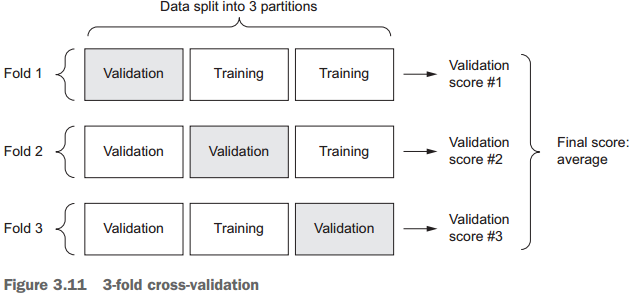 Data split into 3 partitions
Fold 1
Validation
Training
Training
Validation
score #1
Fold 2
Validation
Validation
Training
Validation
score #2
Final score:
average
Fold 3
Validation
Training
Validation
Validation
score #3
Figure 3.11 3-fold cross-validation